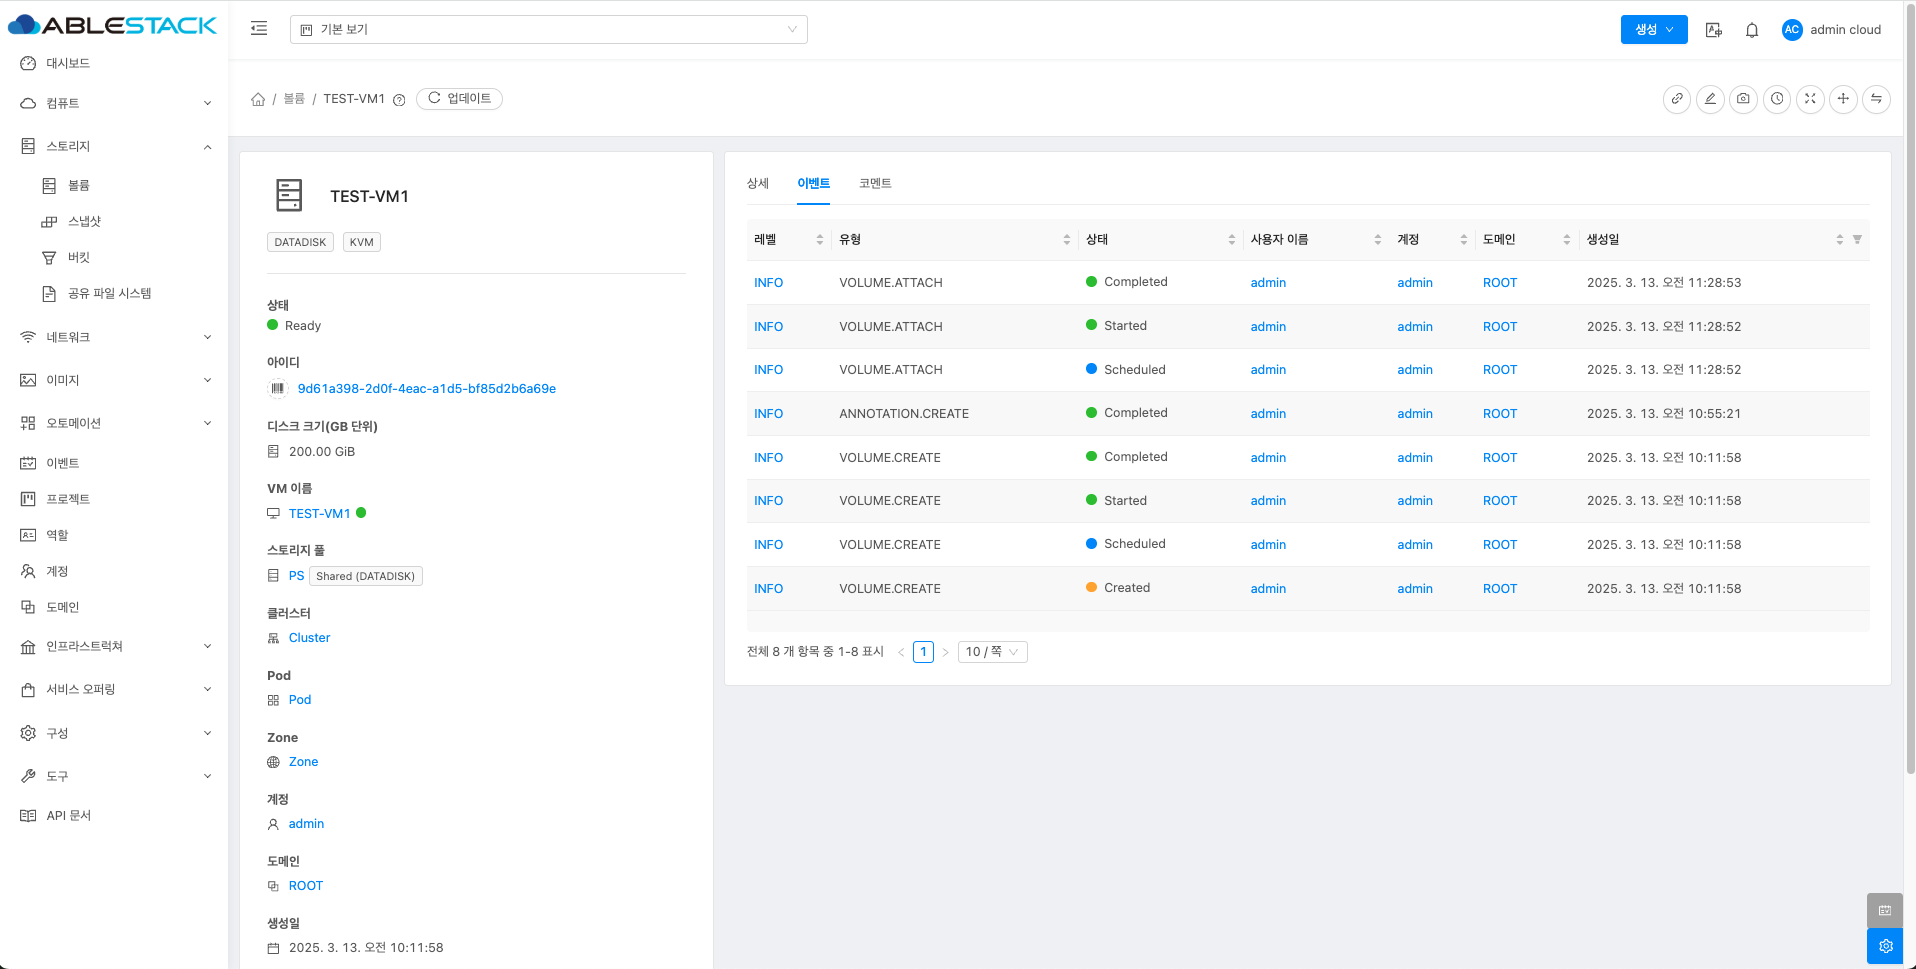 ABLESTACK
기본 보기
생성
AC
admin cloud
대시보드
컴퓨트
스토리지
볼륨
스냅샷
버킷
공유 파일 시스템
네트워크
이미지
오토메이션
이벤트
프로젝트
역할
계정
도메인
인프라스트럭쳐
서비스 오퍼링
구성
도구
API 문서
/ 볼륨 / TEST-VM1
업데이트
TEST-VM1
DATADISK
KVM
상태
Ready
아이디
9d61a398-2d0f-4eac-a1d5-bf85d2b6a69e
디스크 크기(GB 단위)
200.00 GiB
VM 이름
TEST-VM1
스토리지 풀
PS Shared (DATADISK)
클러스터
Cluster
Pod
Pod
Zone
Zone
계정
admin
도메인
ROOT
생성일
2025. 3. 13. 오전 10:11:58
상세 이벤트 코멘트
레벨 유형 상태 사용자 이름 계정 도메인 생성일
INFO VOLUME.ATTACH Completed admin admin ROOT 2025. 3. 13. 오전 11:28:53
INFO VOLUME.ATTACH Started admin admin ROOT 2025. 3. 13. 오전 11:28:52
INFO VOLUME.ATTACH Scheduled admin admin ROOT 2025. 3. 13. 오전 11:28:52
INFO ANNOTATION.CREATE Completed admin admin ROOT 2025. 3. 13. 오전 10:55:21
INFO VOLUME.CREATE Completed admin admin ROOT 2025. 3. 13. 오전 10:11:58
INFO VOLUME.CREATE Started admin admin ROOT 2025. 3. 13. 오전 10:11:58
INFO VOLUME.CREATE Scheduled admin admin ROOT 2025. 3. 13. 오전 10:11:58
INFO VOLUME.CREATE Created admin admin ROOT 2025. 3. 13. 오전 10:11:58
전체 8 개 항목 중 1-8 표시 < 1 > 10 / 쪽